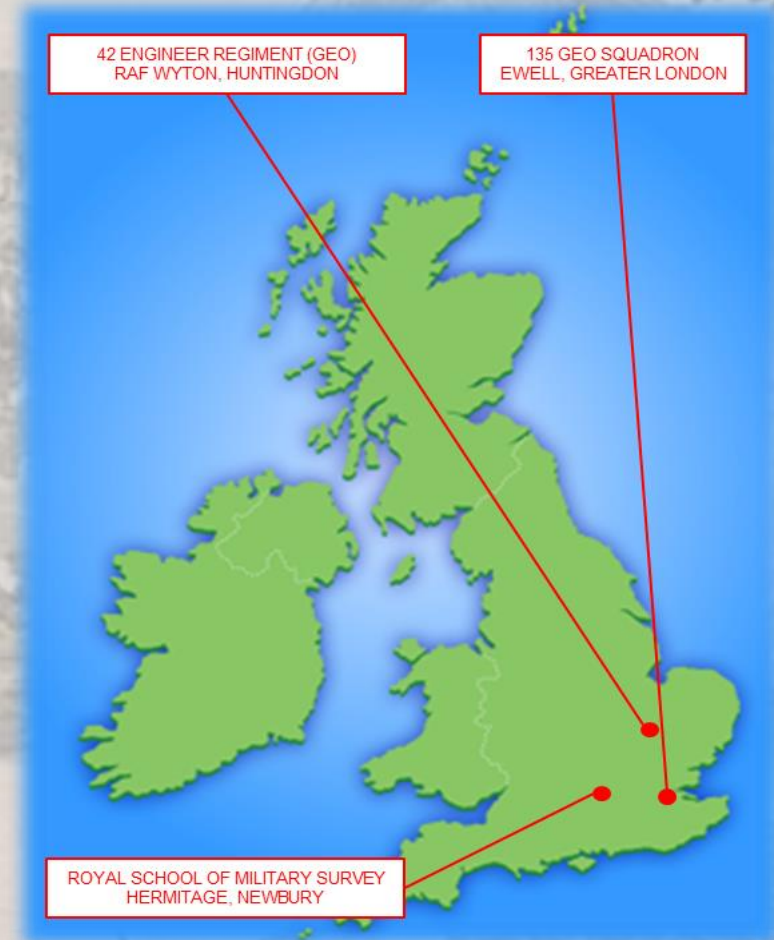 42 ENGINEER REGIMENT (GEO)
RAF WYTON, HUNTINGDON
135 GEO SQUADRON
EWELL, GREATER LONDON
ROYAL SCHOOL OF MILITARY SURVEY
HERMITAGE, NEWBURY